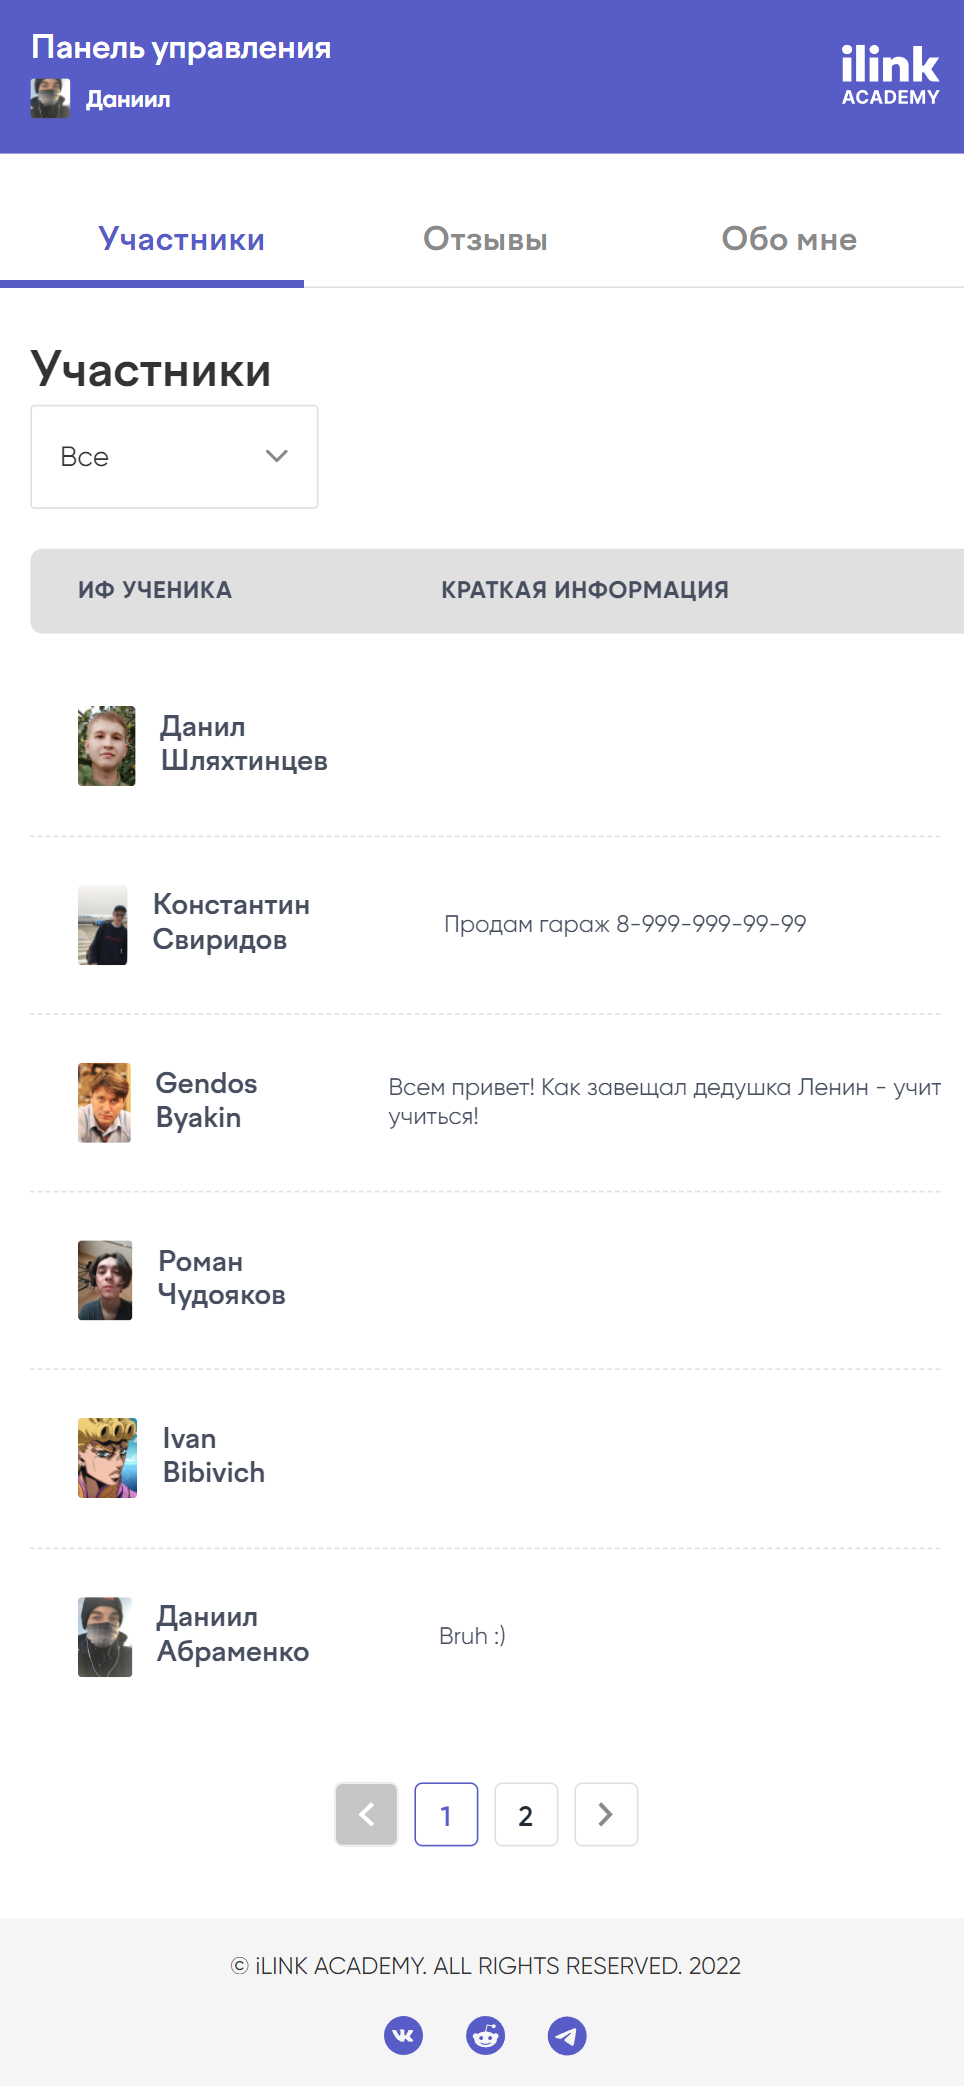 Панель управления
Даниил
ilink
ACADEMY
Участники
Отзывы
Обо мне
Участники
Все
ИФ УЧЕНИКА
КРАТКАЯ ИНФОРМАЦИЯ
Данил
Шляхтинцев
Константин
Свиридов
Продам гараж 8-999-999-99-99
Gendos
Byakin
Всем привет! Как завещал дедушка Ленин - учит
учиться!
Роман
Чудояков
Ivan
Bibivich
Даниил
Абраменко
Bruh :)
1
2
© iLINK ACADEMY. ALL RIGHTS RESERVED. 2022